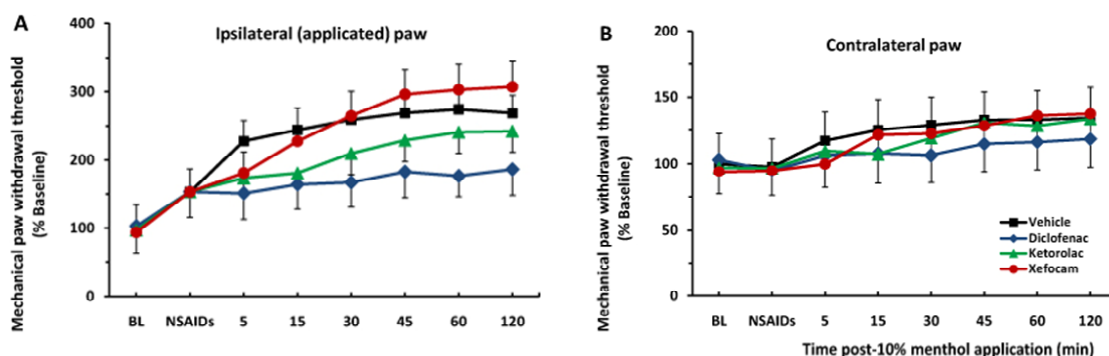 A
Ipsilateral (applicated) paw
Mechanical paw withdrawal threshold
(% Baseline)
400
300
200
100
0
BL NSAIDs 5 15 30 45 60 120
B
Contralateral paw
Mechanical paw withdrawal threshold
(% Baseline)
200
150
100
50
0
Vehicle
Diclofenac
Ketorolac
Xefocam
BL NSAIDs 5 15 30 45 60 120
Time post-10% menthol application (min)